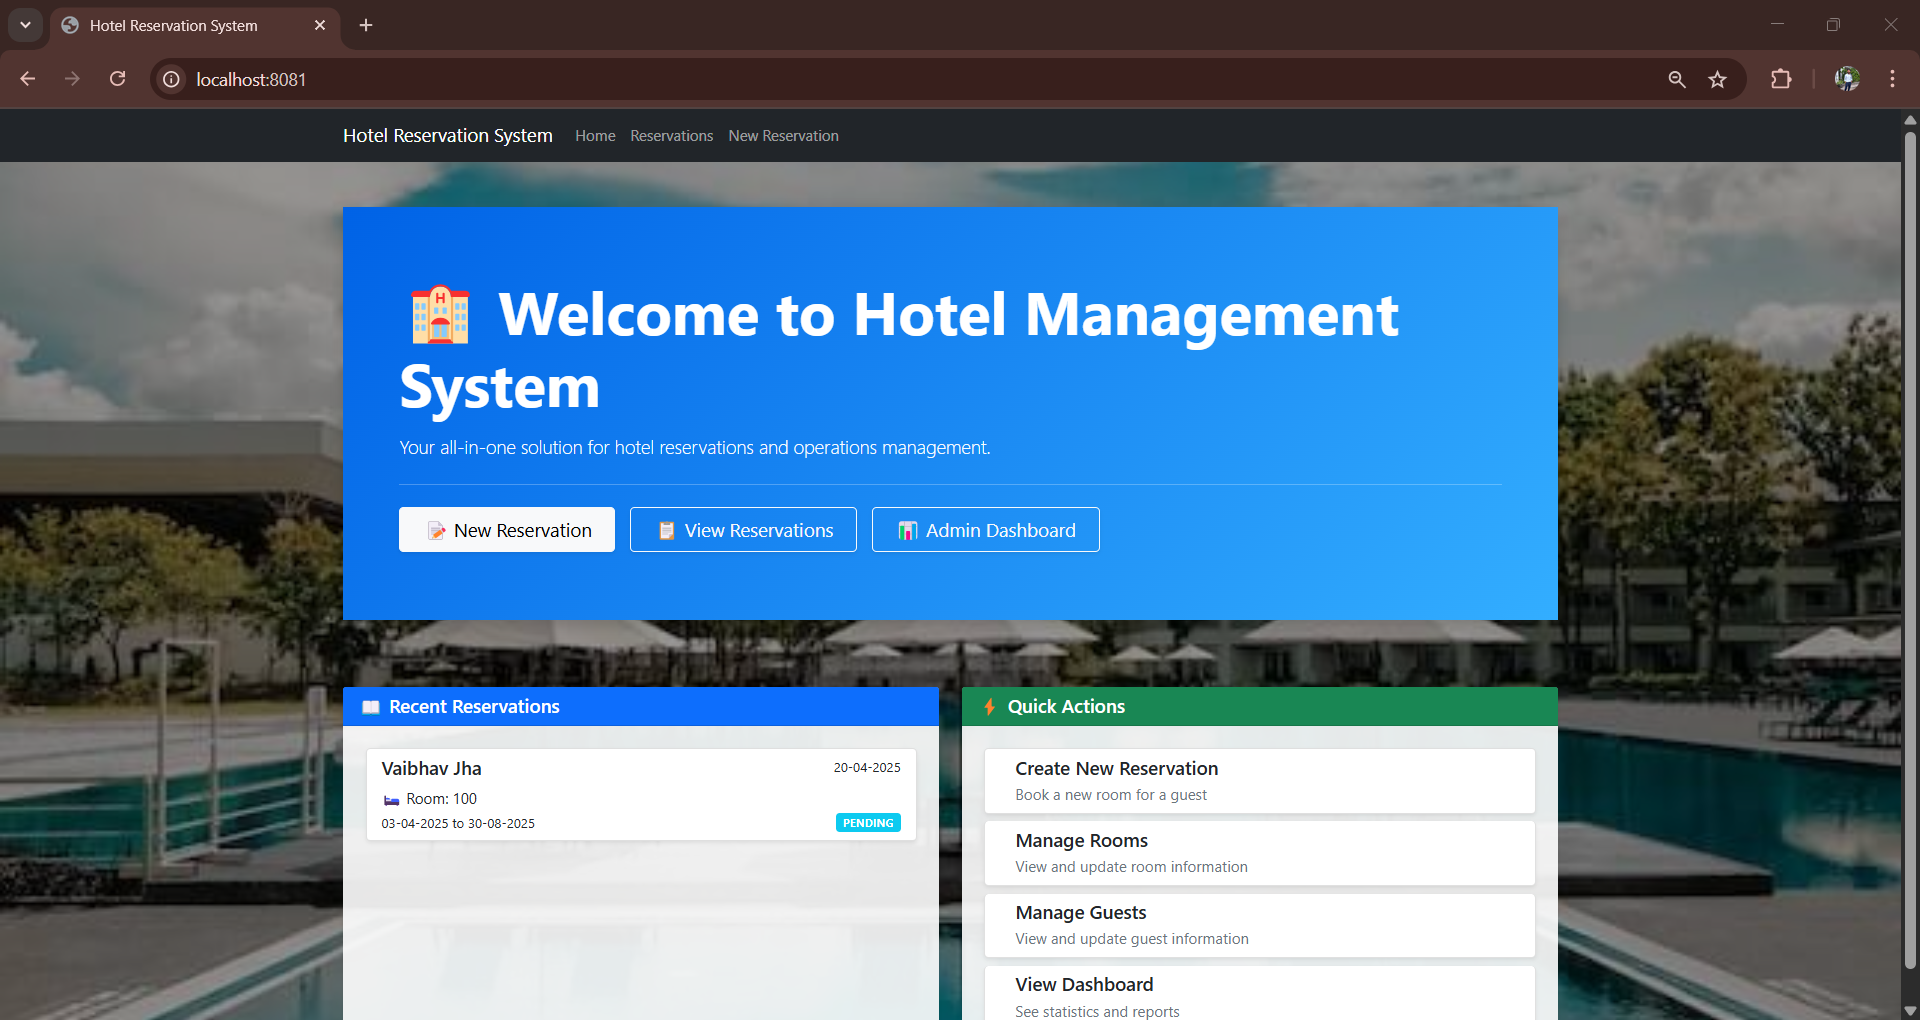 Hotel Reservation System
localhost:8081
Hotel Reservation System Home Reservations New Reservation
Welcome to Hotel Management
System
Your all-in-one solution for hotel reservations and operations management.
New Reservation View Reservations Admin Dashboard
Recent Reservations
Vaibhav Jha 20-04-2025
Room: 100
03-04-2025 to 30-08-2025 PENDING
Quick Actions
Create New Reservation
Book a new room for a guest
Manage Rooms
View and update room information
Manage Guests
View and update guest information
View Dashboard
See statistics and reports